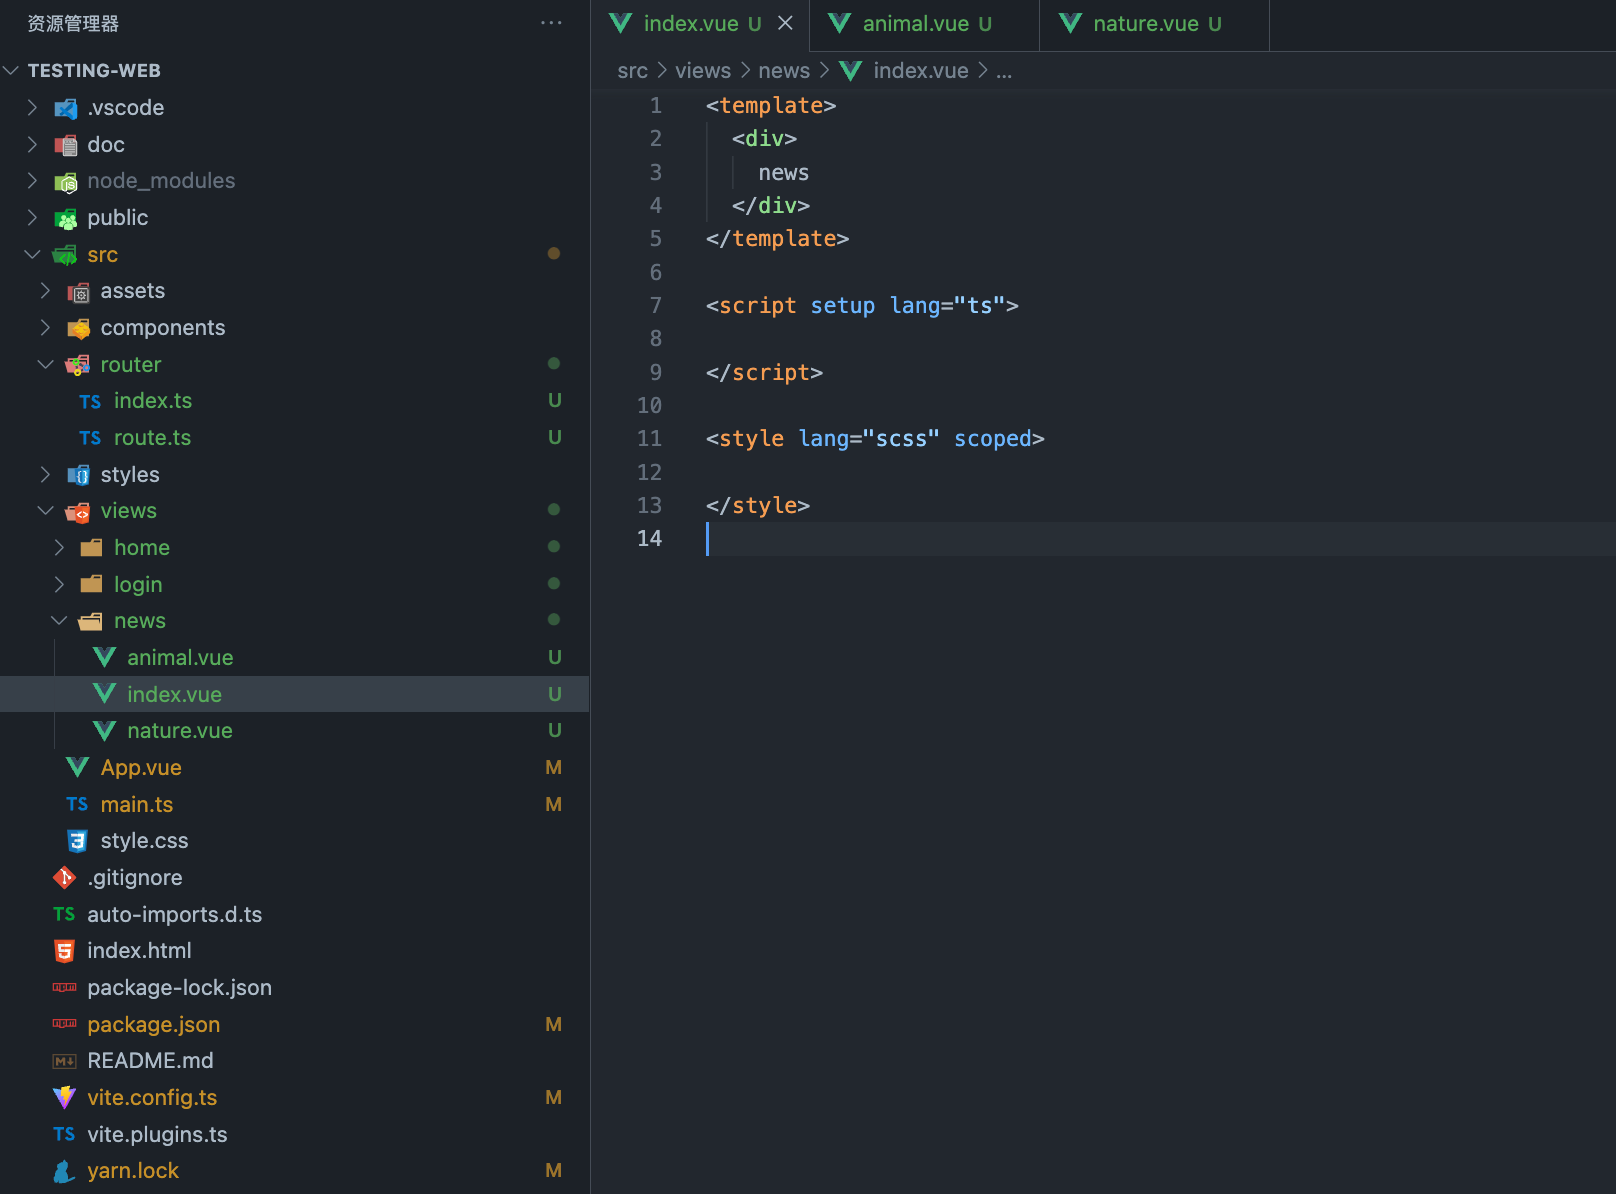 资源管理器
TESTING-WEB
.vscode
doc
node_modules
public
src
assets
components
router
TS index.ts U
TS route.ts U
styles
views
home
login
news
animal.vue U
index.vue U
nature.vue U
App.vue M
TS main.ts M
style.css
.gitignore
TS auto-imports.d.ts
index.html
package-lock.json
package.json M
README.md
vite.config.ts M
TS vite.plugins.ts
yarn.lock M
index.vue U
animal.vue U
nature.vue U
src > views > news > index.vue > ...
1 <template>
2 <div>
3 news
4 </div>
5 </template>
6
7 <script setup lang="ts">
8
9 </script>
10
11 <style lang="scss" scoped>
12
13 </style>
14